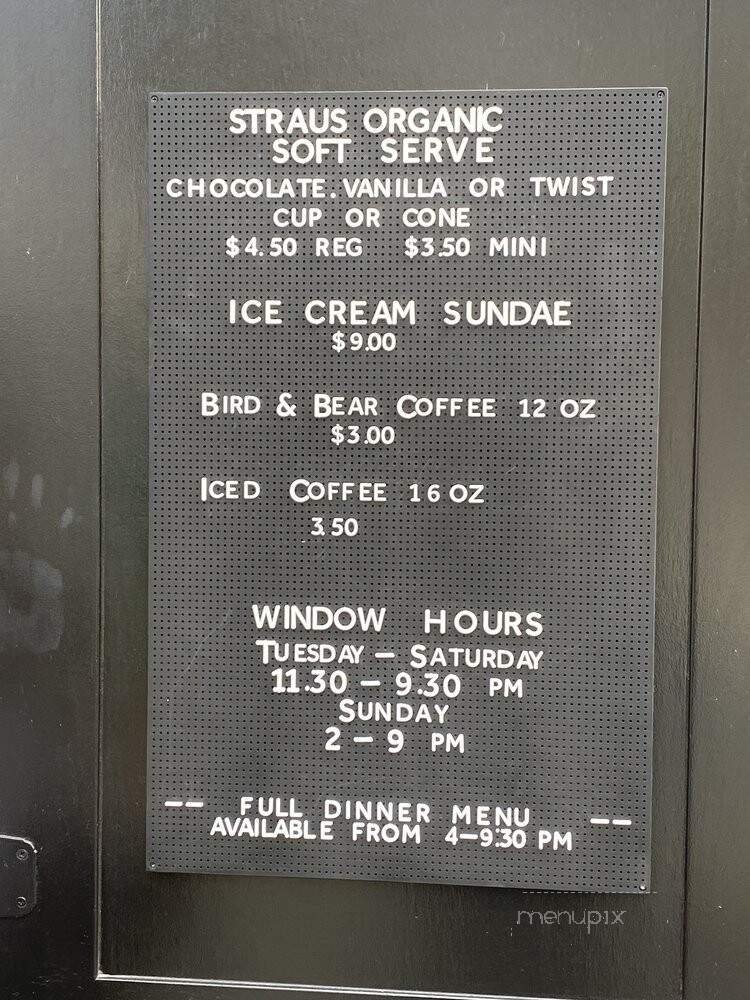 STRAUS ORGANIC
SOFT SERVE
CHOCOLATE. VANILLA OR TWIST
CUP OR CONE
$4.50 REG $3.50 MINI
ICE CREAM SUNDAE
$9.00
BIRD & BEAR COFFEE 12 OZ
$3.00
ICED COFFEE 16 OZ
3.50
WINDOW HOURS
TUESDAY – SATURDAY
11.30 – 9.30 PM
SUNDAY
2 – 9 PM
-- FULL DINNER MENU --
AVAILABLE FROM 4–9:30 PM
menupix